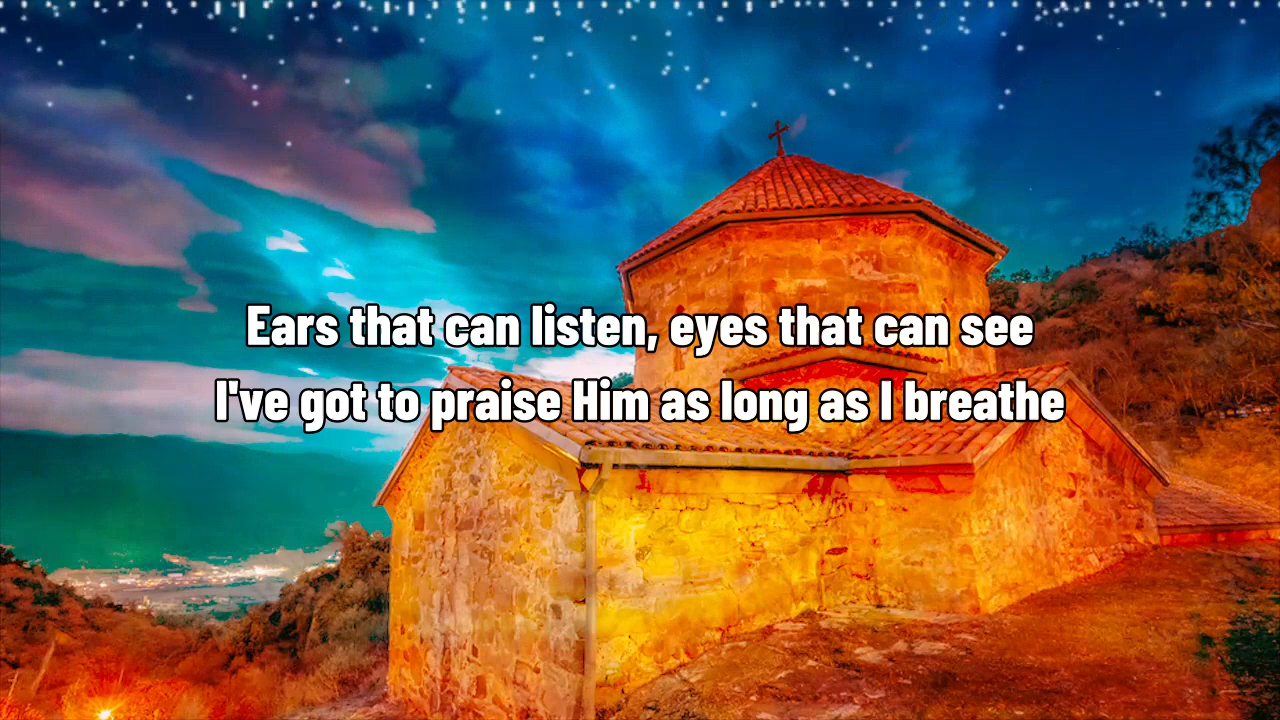 Ears that can listen, eyes that can see
I've got to praise Him as long as I breathe